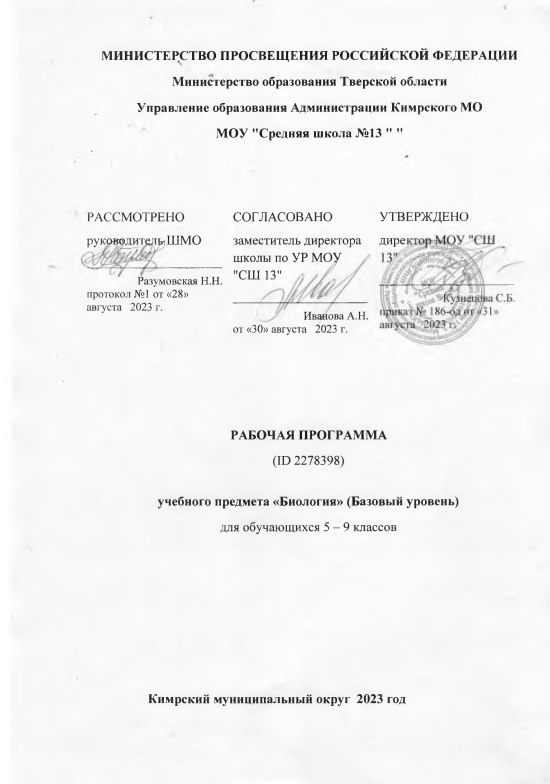 МИНИСТЕРСТВО ПРОСВЕЩЕНИЯ РОССИЙСКОЙ ФЕДЕРАЦИИ
Министерство образования Тверской области
Управление образования Администрации Кимрского МО
МОУ "Средняя школа №13 " "
РАССМОТРЕНО
руководитель ШМО
Разумовская Н.Н.
протокол №1 от «28»
августа 2023 г.
СОГЛАСОВАНО
заместитель директора
школы по УР МОУ
"СШ 13"
Иванова А.Н.
от «30» августа 2023 г.
УТВЕРЖДЕНО
директор МОУ "СШ
13"
Кузнецова С.Б.
приказ № 186-од от «31»
августа 2023 г.
РАБОЧАЯ ПРОГРАММА
(ID 2278398)
учебного предмета «Биология» (Базовый уровень)
для обучающихся 5 – 9 классов
Кимрский муниципальный округ 2023 год